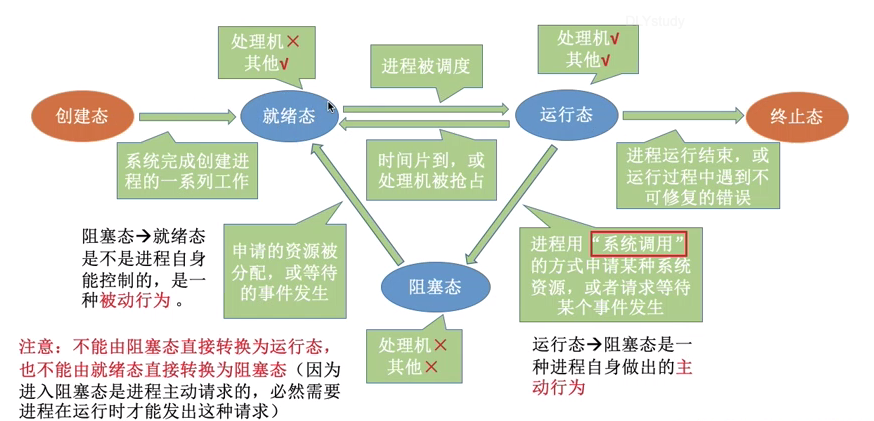 DLYstudy
处理机×
其他√
处理机√
其他√
进程被调度
创建态
就绪态
运行态
终止态
系统完成创建进
程的一系列工作
时间片到，或
处理机被抢占
进程运行结束，或
运行过程中遇到不
可修复的错误
阻塞态→就绪态
是不是进程自身
能控制的，是一
种被动行为 。
申请的资源被
分配，或等待
的事件发生
进程用“系统调用”
的方式申请某种系统
资源，或者请求等待
某个事件发生
阻塞态
处理机×
其他×
注意：不能由阻塞态直接转换为运行态，
也不能由就绪态直接转换为阻塞态（因为
进入阻塞态是进程主动请求的，必然需要
进程在运行时才能发出这种请求）
运行态→阻塞态是一
种进程自身做出的主
动行为